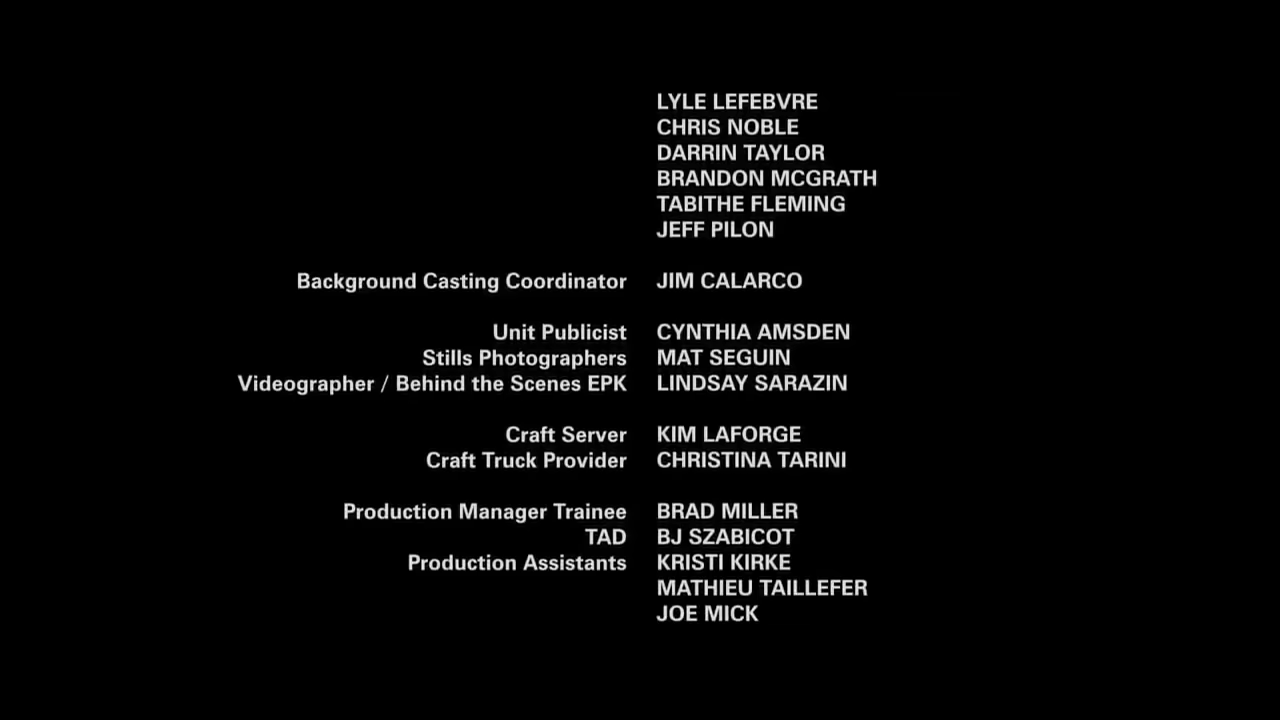 LYLE LEFEBVRE
CHRIS NOBLE
DARRIN TAYLOR
BRANDON MCGRATH
TABITHE FLEMING
JEFF PILON
Background Casting Coordinator JIM CALARCO
Unit Publicist CYNTHIA AMSDEN
Stills Photographers MAT SEGUIN
Videographer / Behind the Scenes EPK LINDSAY SARAZIN
Craft Server KIM LAFORGE
Craft Truck Provider CHRISTINA TARINI
Production Manager Trainee BRAD MILLER
TAD BJ SZABICOT
Production Assistants KRISTI KIRKE
MATHIEU TAILLEFER
JOE MICK